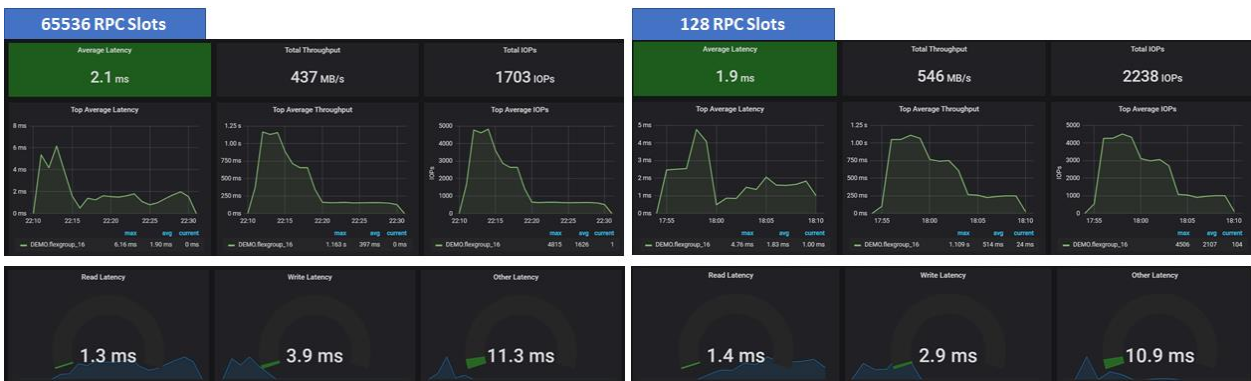 65536 RPC Slots
Average Latency
2.1 ms
Total Throughput
437 MB/s
Total IOPs
1703 IOPs
Top Average Latency
8 ms
6 ms
4 ms
2 ms
0 ms
22:10 22:15 22:20 22:25 22:30
max avg current
DEMO.flexgroup_16 6.16 ms 1.90 ms 0 ms
Top Average Throughput
1.25 s
1.00 s
750 ms
500 ms
250 ms
0 ms
22:10 22:15 22:20 22:25 22:30
max avg current
DEMO.flexgroup_16 1.163 s 397 ms 0 ms
Top Average IOPs
IOPs
5000
4000
3000
2000
1000
0
22:10 22:15 22:20 22:25 22:30
max avg current
DEMO.flexgroup_16 4815 1626 1
Read Latency
1.3 ms
Write Latency
3.9 ms
Other Latency
11.3 ms
128 RPC Slots
Average Latency
1.9 ms
Total Throughput
546 MB/s
Total IOPs
2238 IOPs
Top Average Latency
5 ms
4 ms
3 ms
2 ms
1 ms
0 ms
17:55 18:00 18:05 18:10
max avg current
DEMO.flexgroup_16 4.76 ms 1.83 ms 1.00 ms
Top Average Throughput
1.25 s
1.00 s
750 ms
500 ms
250 ms
0 ms
17:55 18:00 18:05 18:10
max avg current
DEMO.flexgroup_16 1.109 s 514 ms 24 ms
Top Average IOPs
IOPs
5000
4000
3000
2000
1000
0
17:55 18:00 18:05 18:10
max avg current
DEMO.flexgroup_16 4506 2107 104
Read Latency
1.4 ms
Write Latency
2.9 ms
Other Latency
10.9 ms